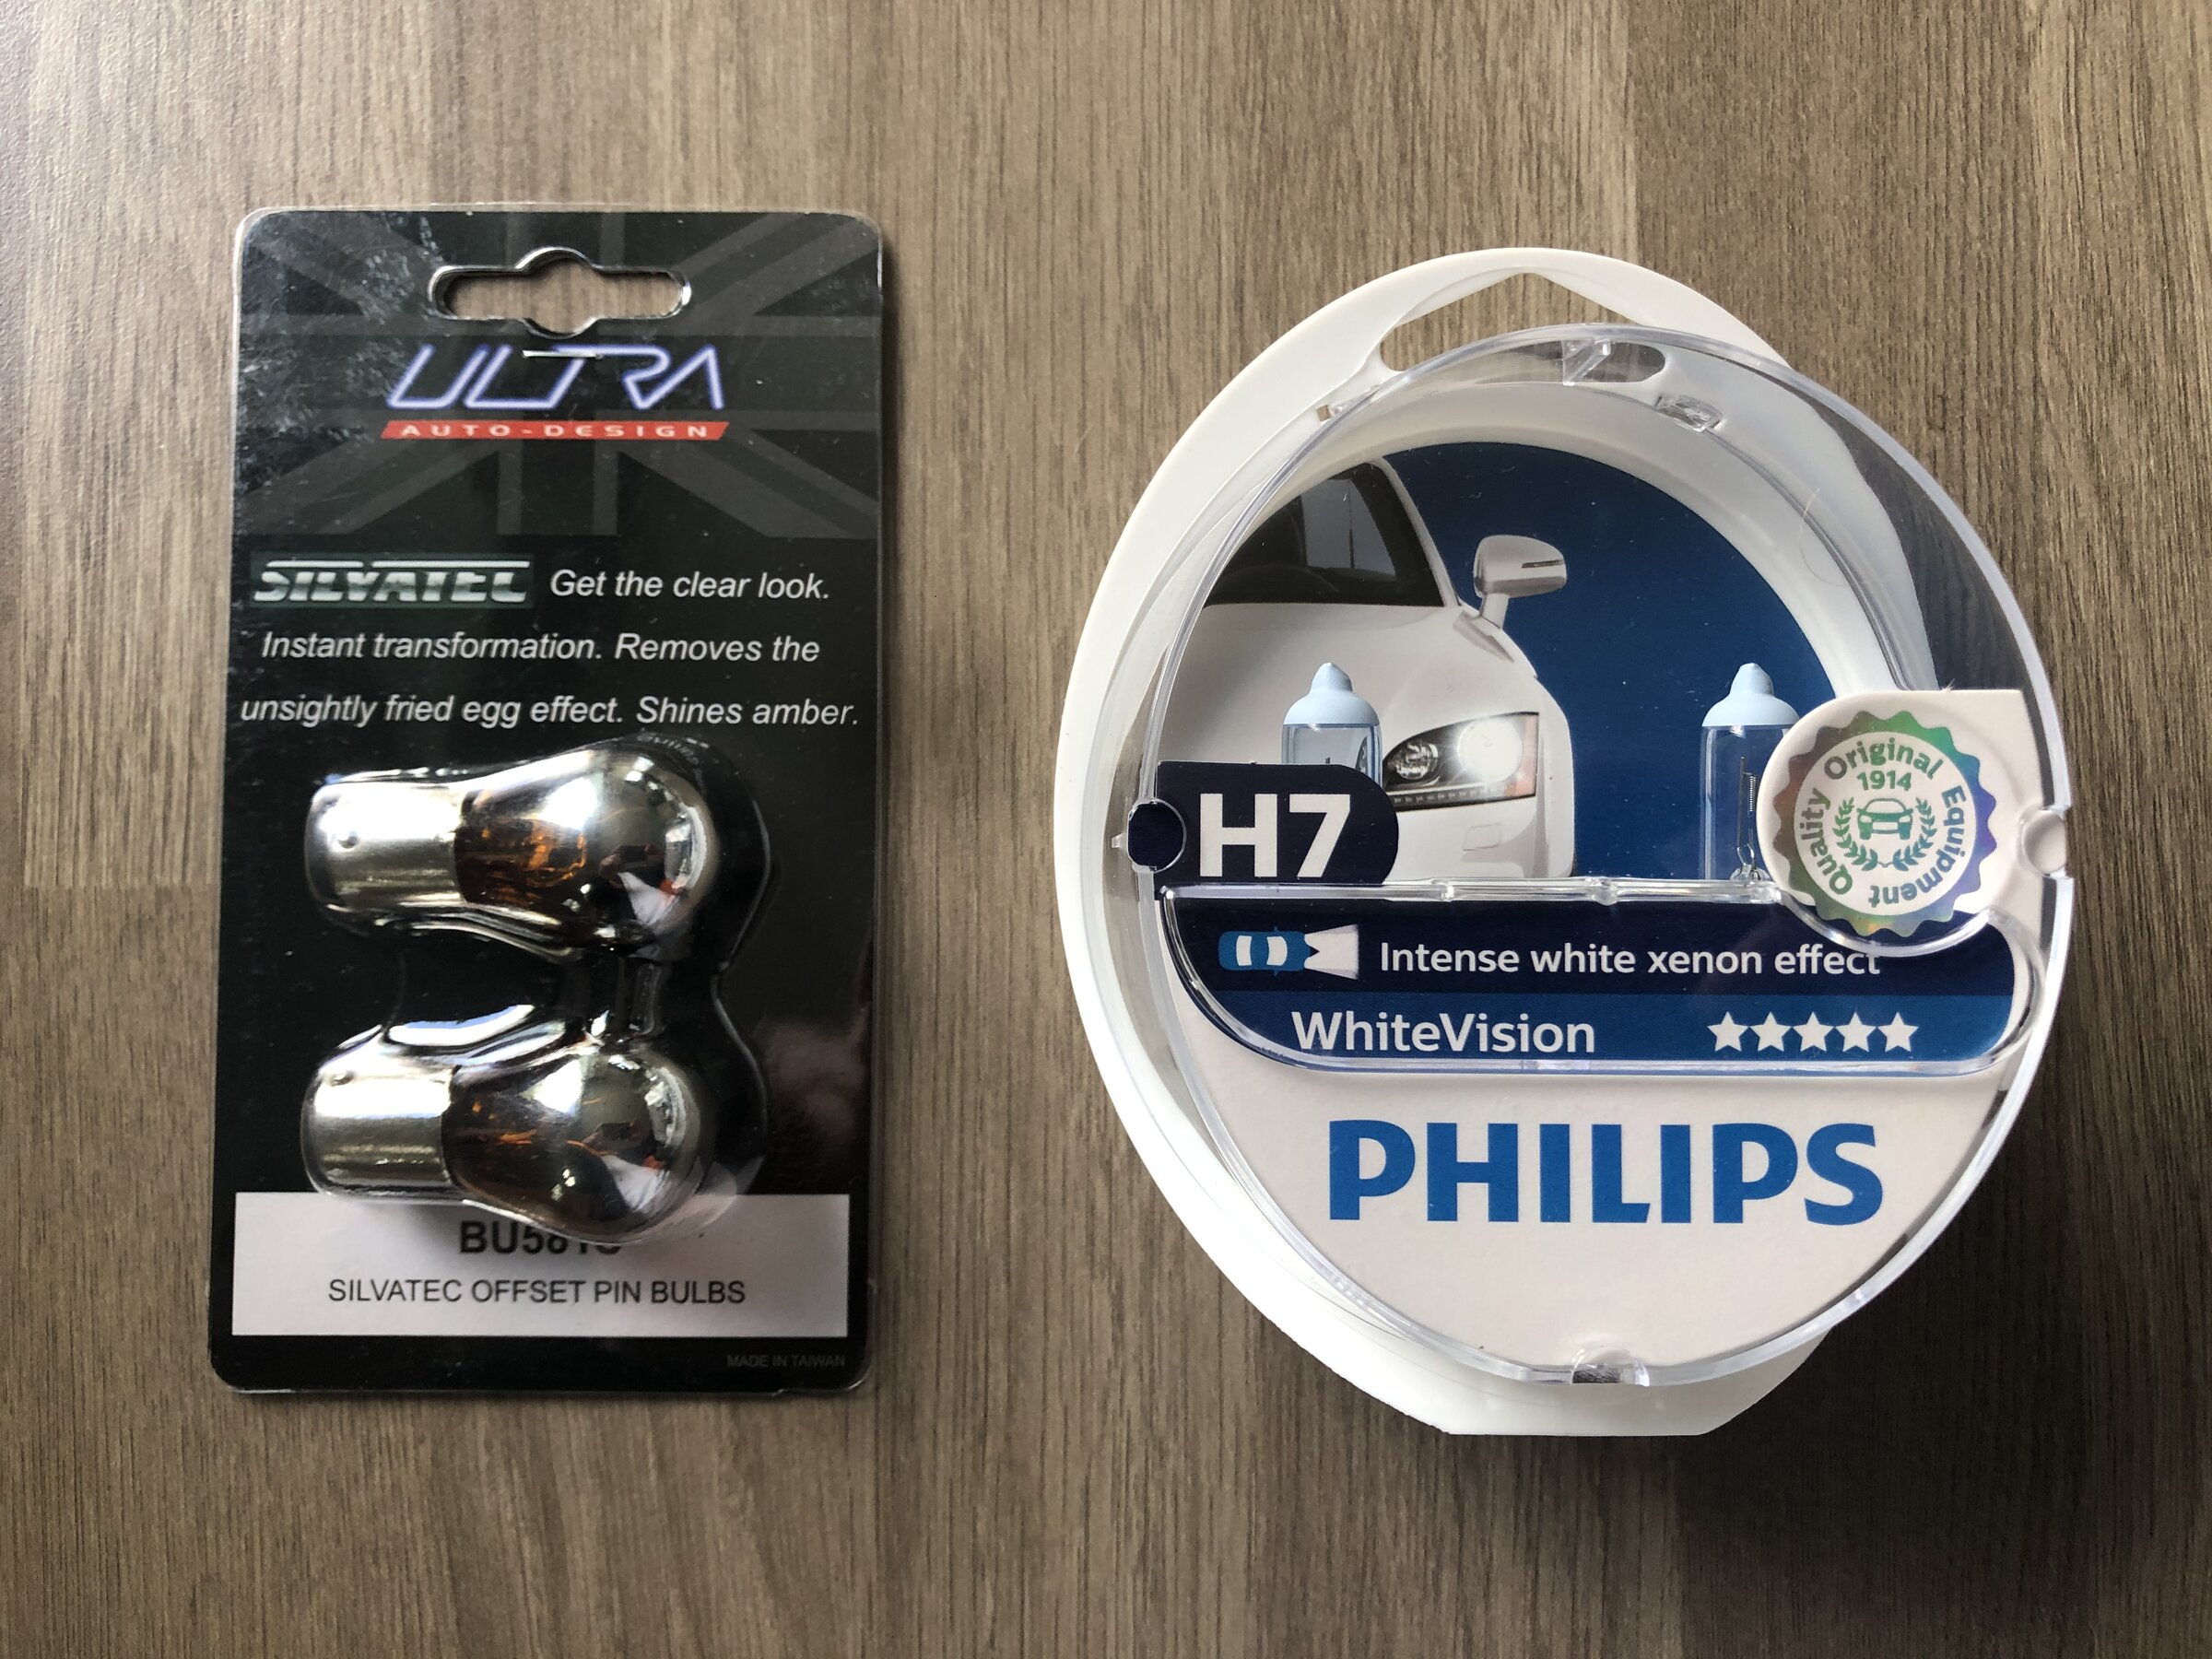 ULTRA
AUTO-DESIGN
SILVATEC Get the clear look.
Instant transformation. Removes the
unsightly fried egg effect. Shines amber.
SILVATEC OFFSET PIN BULBS
MADE IN TAIWAN
Original Equipment Quality
1914
H7
Intense white xenon effect
WhiteVision
PHILIPS